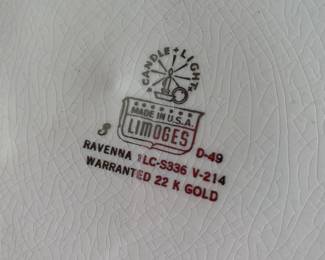 CANDLE + LIGHT
8
MADE IN U.S.A.
LIMOGES
D-49
RAVENNA 1LC-S336 V-214
WARRANTED 22 K GOLD